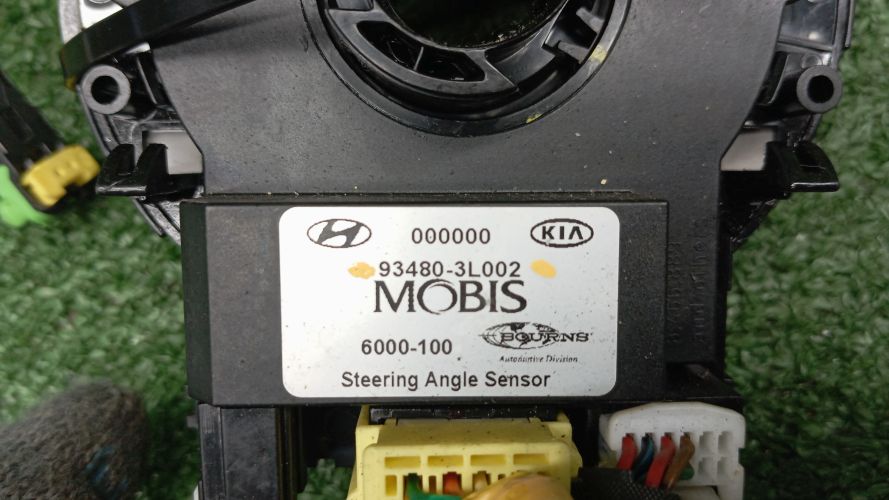 000000 KIA
93480-3L002
MOBIS
6000-100 BOURNS®
Automotive Division
Steering Angle Sensor